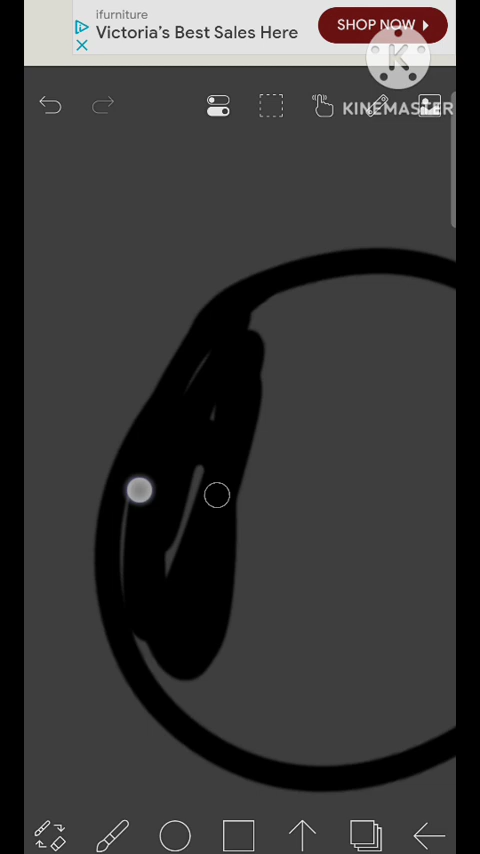 ifurniture
Victoria's Best Sales Here
SHOP NOW
K
KINEMASTER